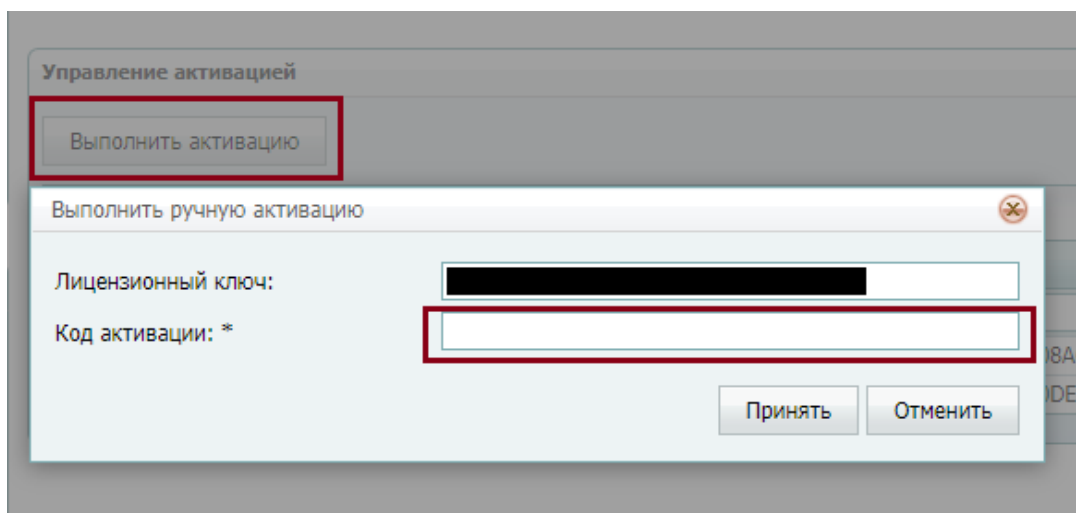 Управление активацией
Выполнить активацию
Выполнить ручную активацию
Лицензионный ключ:
Код активации: *
Принять Отменить